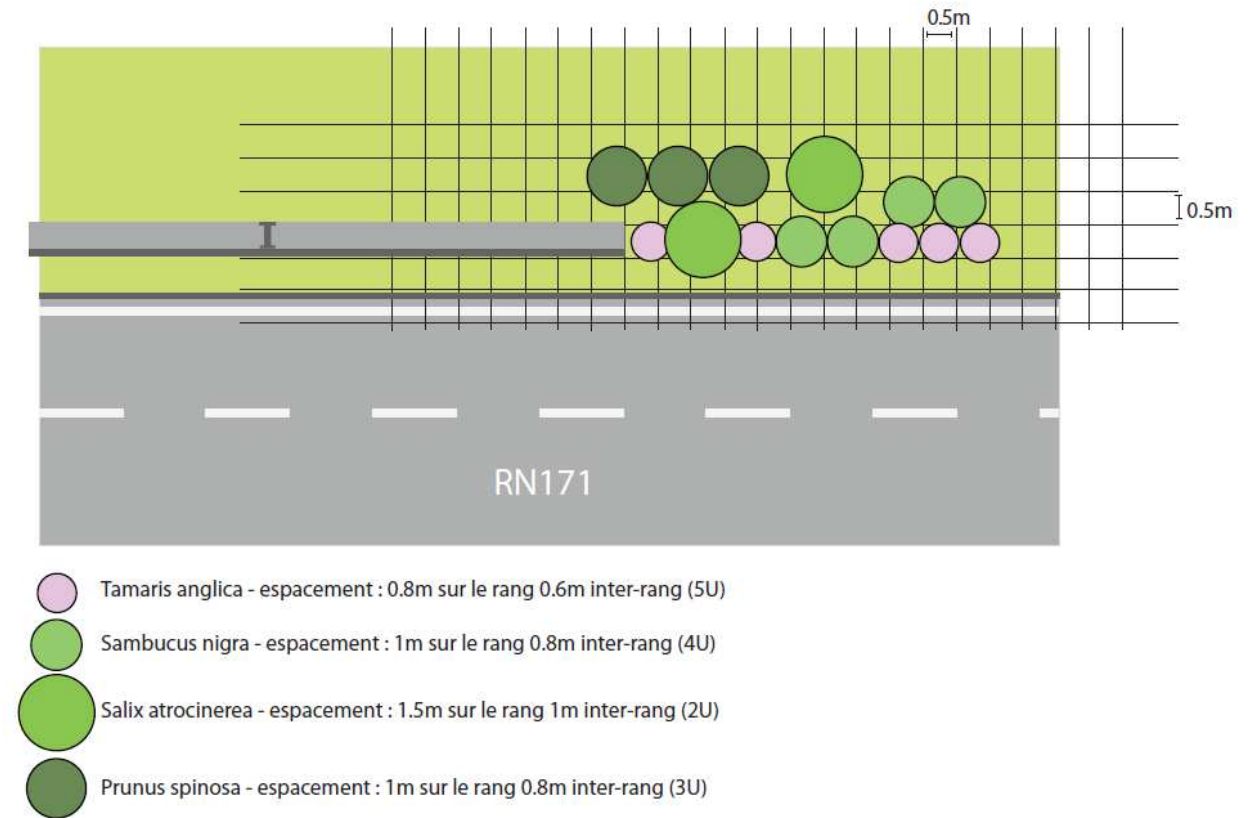 0.5m
0.5m
RN171
Tamaris anglica - espacement : 0.8m sur le rang 0.6m inter-rang (5U)
Sambucus nigra - espacement : 1m sur le rang 0.8m inter-rang (4U)
Salix atrocinerea - espacement : 1.5m sur le rang 1m inter-rang (2U)
Prunus spinosa - espacement : 1m sur le rang 0.8m inter-rang (3U)